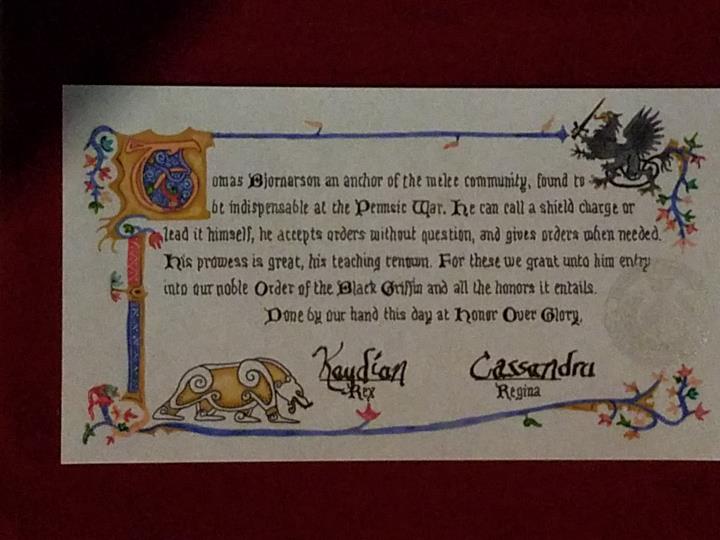 Tomas Bjornarson an anchor of the melee community, found to
be indispensable at the Pennsic War. He can call a shield charge or
lead it himself, he accepts orders without question, and gives orders when needed.
His prowess is great, his teaching renown. For these we grant unto him entry
into our noble Order of the Black Griffin and all the honors it entails.
Done by our hand this day at Honor Over Glory,
Kaydian Cassandra
Rex Regina